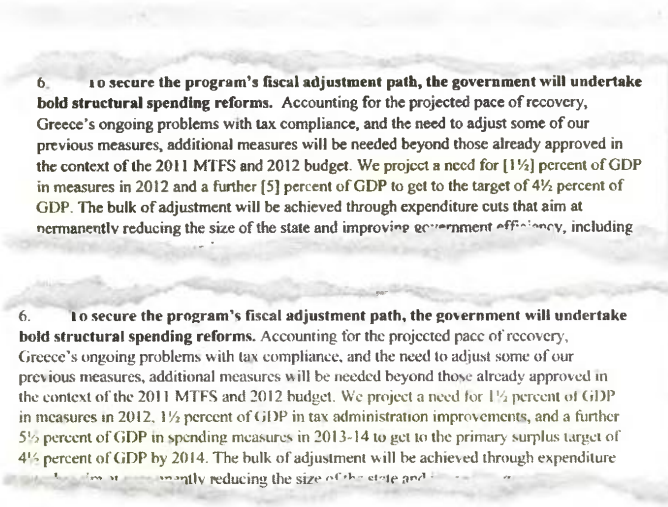 6. To secure the program's fiscal adjustment path, the government will undertake
bold structural spending reforms. Accounting for the projected pace of recovery,
Greece's ongoing problems with tax compliance, and the need to adjust some of our
previous measures, additional measures will be needed beyond those already approved in
the context of the 2011 MTFS and 2012 budget. We project a need for [1½] percent of GDP
in measures in 2012 and a further [5] percent of GDP to get to the target of 4½ percent of
GDP. The bulk of adjustment will be achieved through expenditure cuts that aim at
permanently reducing the size of the state and improving government efficiency, including
6. To secure the program's fiscal adjustment path, the government will undertake
bold structural spending reforms. Accounting for the projected pace of recovery,
Greece's ongoing problems with tax compliance, and the need to adjust some of our
previous measures, additional measures will be needed beyond those already approved in
the context of the 2011 MTFS and 2012 budget. We project a need for 1½ percent of GDP
in measures in 2012, 1½ percent of GDP in tax administration improvements, and a further
5½ percent of GDP in spending measures in 2013-14 to get to the primary surplus target of
4½ percent of GDP by 2014. The bulk of adjustment will be achieved through expenditure
reducing the size of the state and